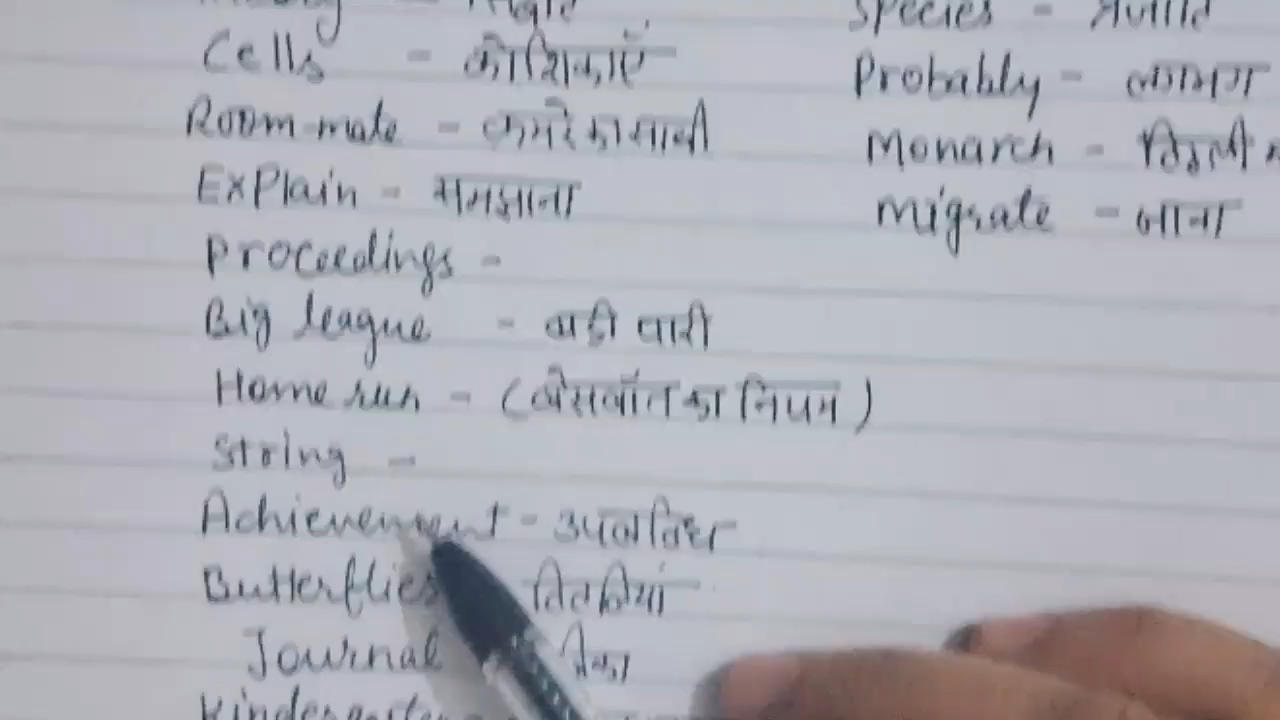 Cells - कोशिकाएँ
Room-mate - कमरे का साथी
Explain - समझाना
Proceedings -
Big league - बडी पारी
Home run - (बेसबॉल का नियम)
String -
Achievement - उपलब्धि
Butterflies तितलियां
Journal
Species - प्रजाति
Probably - लगभग
Monarch -
Migrate - जाना